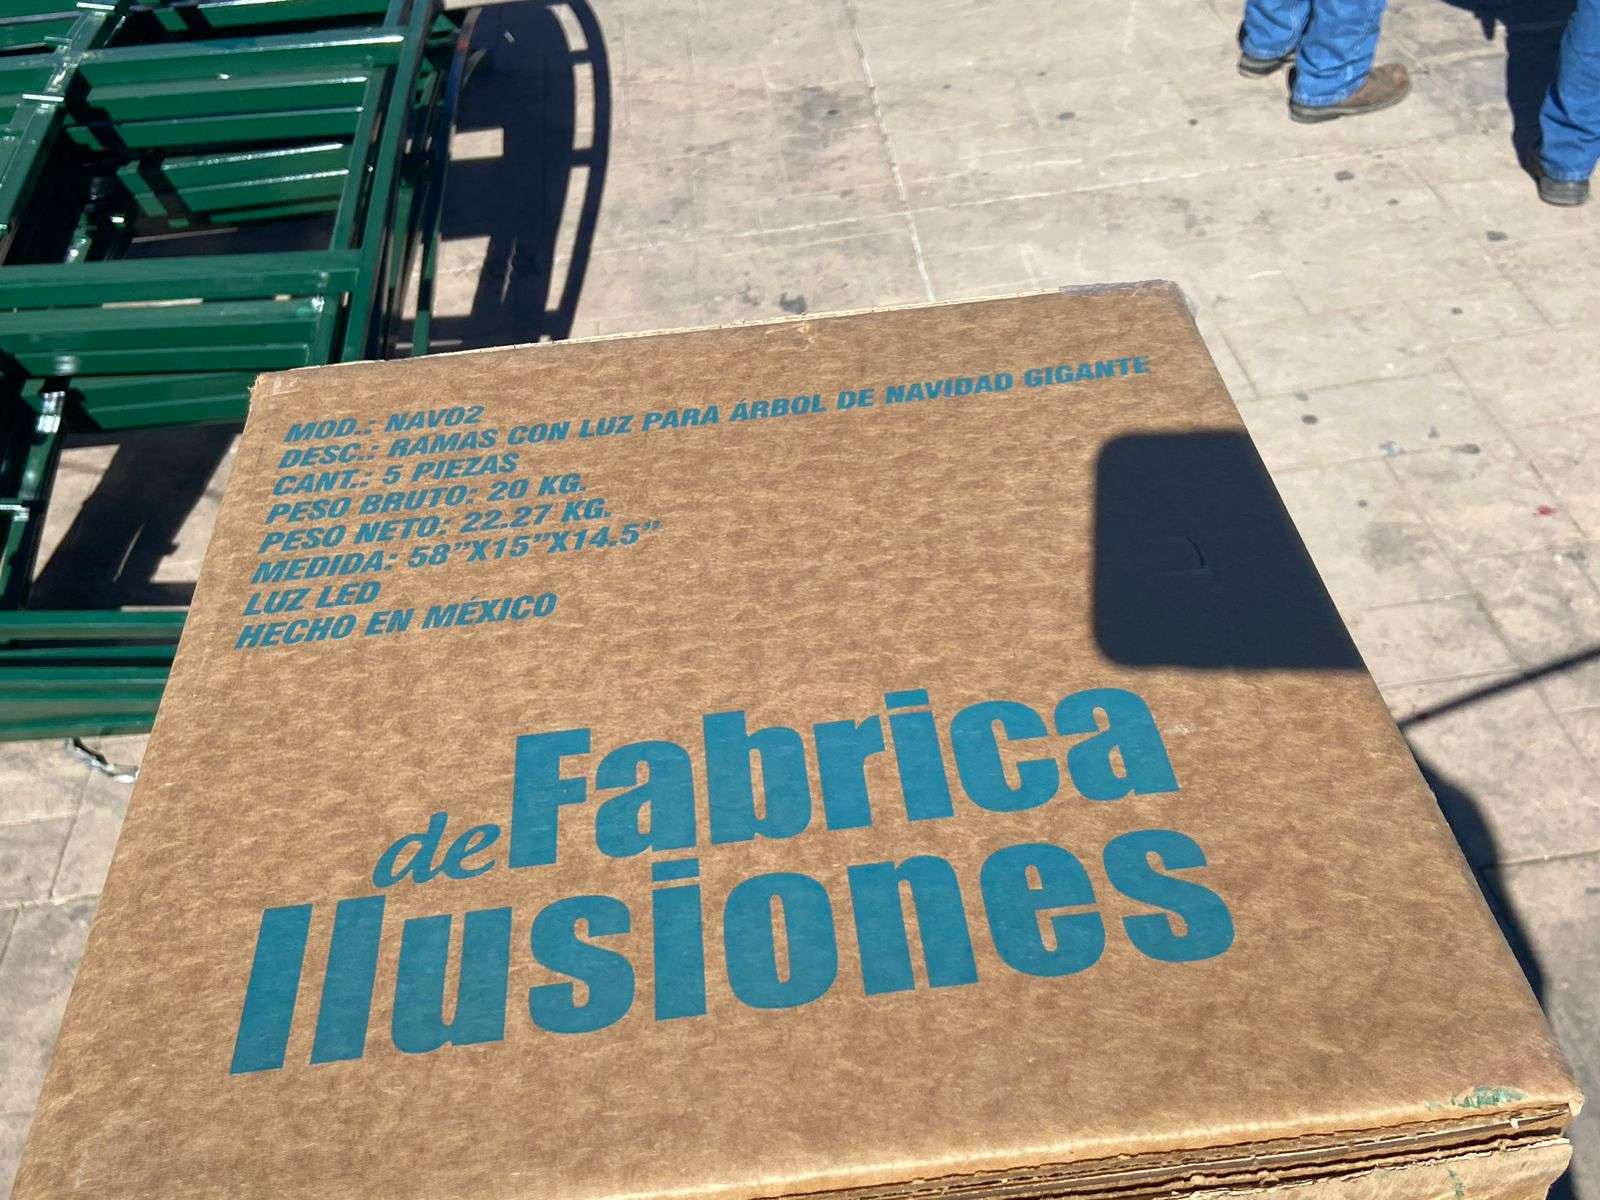 MOD.: NAV02
DESC.: RAMAS CON LUZ PARA ÁRBOL DE NAVIDAD GIGANTE
CANT.: 5 PIEZAS
PESO BRUTO: 20 KG.
PESO NETO: 22.27 KG.
MEDIDA: 58”X15”X14.5”
LUZ LED
HECHO EN MÉXICO
Fabrica
de Ilusiones